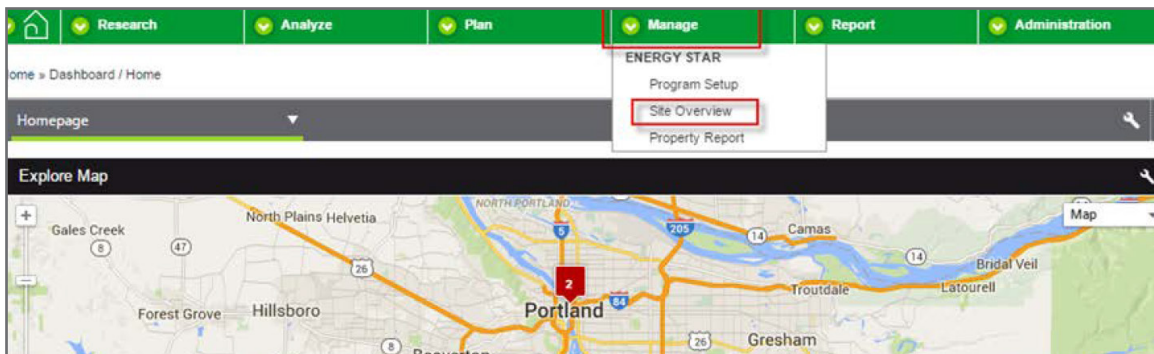 Research Analyze Plan Manage Report Administration
ome » Dashboard / Home
ENERGY STAR
Program Setup
Site Overview
Property Report
Homepage
Explore Map
+
Map
NORTH PORTLAND
North Plains Helvetia
Gales Creek
8
47
26
5
205
14
Camas
14
Bridal Veil
2
Portland
84
Troutdale
Latourell
Forest Grove
Hillsboro
8
26
Gresham
Beaverton